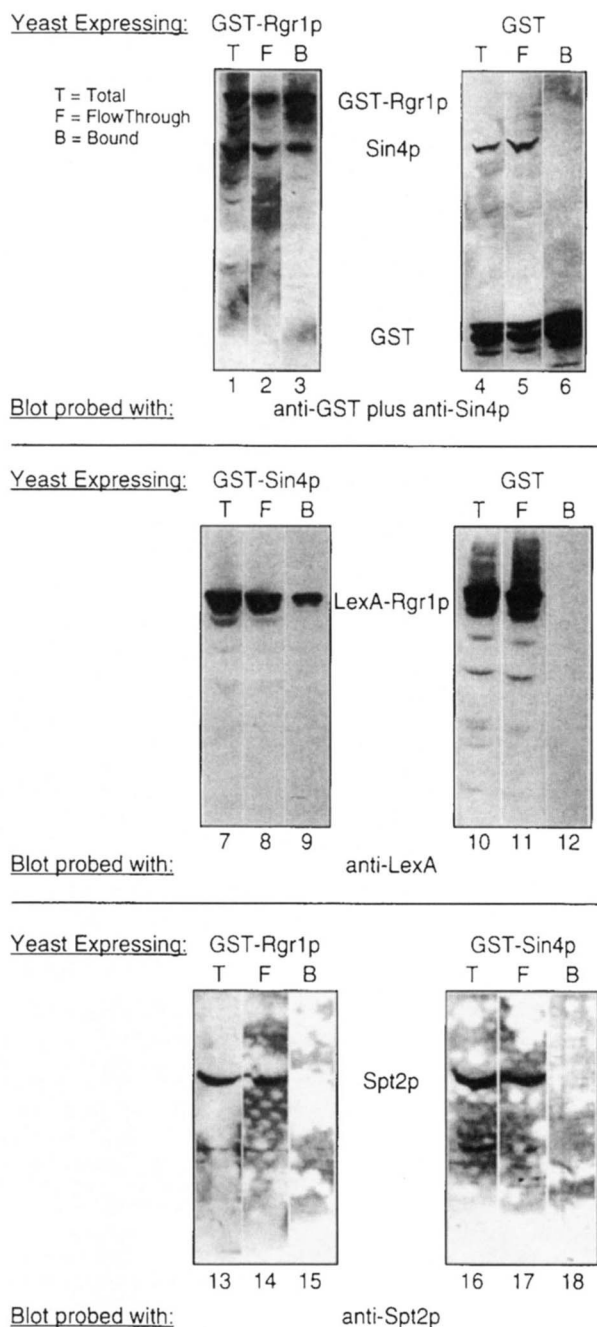 Yeast Expressing: GST-Rgr1p GST
T F B T F B
T = Total
F = FlowThrough
B = Bound
GST-Rgr1p
Sin4p
GST
1 2 3 4 5 6
Blot probed with: anti-GST plus anti-Sin4p
Yeast Expressing: GST-Sin4p GST
T F B T F B
LexA-Rgr1p
7 8 9 10 11 12
Blot probed with: anti-LexA
Yeast Expressing: GST-Rgr1p GST-Sin4p
T F B T F B
Spt2p
13 14 15 16 17 18
Blot probed with: anti-Spt2p